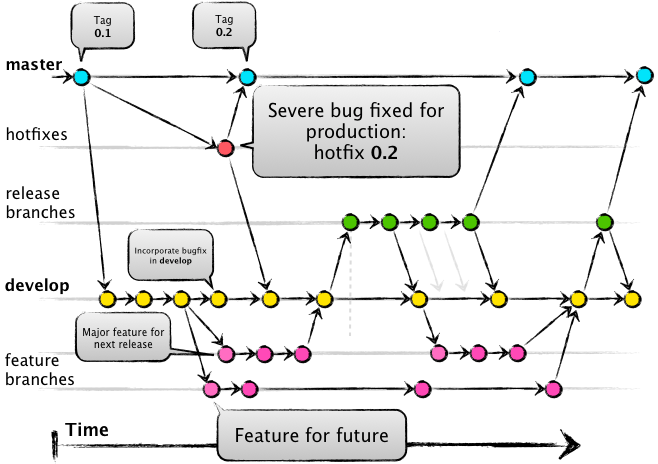 Tag
0.1
Tag
0.2
master
Severe bug fixed for
production:
hotfix 0.2
hotfixes
release
branches
Incorporate bugfix
in develop
develop
Major feature for
next release
feature
branches
Time
Feature for future